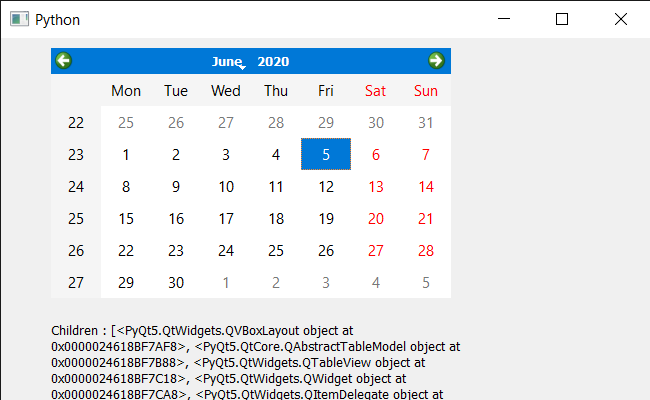 Python
June 2020
Mon Tue Wed Thu Fri Sat Sun
22 25 26 27 28 29 30 31
23 1 2 3 4 5 6 7
24 8 9 10 11 12 13 14
25 15 16 17 18 19 20 21
26 22 23 24 25 26 27 28
27 29 30 1 2 3 4 5
Children : [<PyQt5.QtWidgets.QVBoxLayout object at
0x0000024618BF7AF8>, <PyQt5.QtCore.QAbstractTableModel object at
0x0000024618BF7B88>, <PyQt5.QtWidgets.QTableView object at
0x0000024618BF7C18>, <PyQt5.QtWidgets.QWidget object at
0x0000024618BF7CA8>, <PyQt5.QtWidgets.QItemDelegate object at